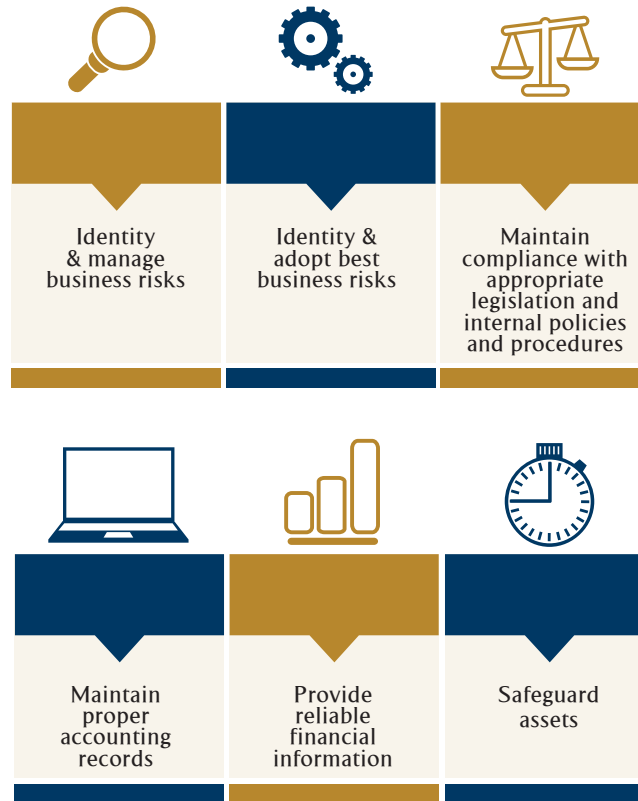 Identity
& manage
business risks
Identity &
adopt best
business risks
Maintain
compliance with
appropriate
legislation and
internal policies
and procedures
Maintain
proper
accounting
records
Provide
reliable
financial
information
Safeguard
assets